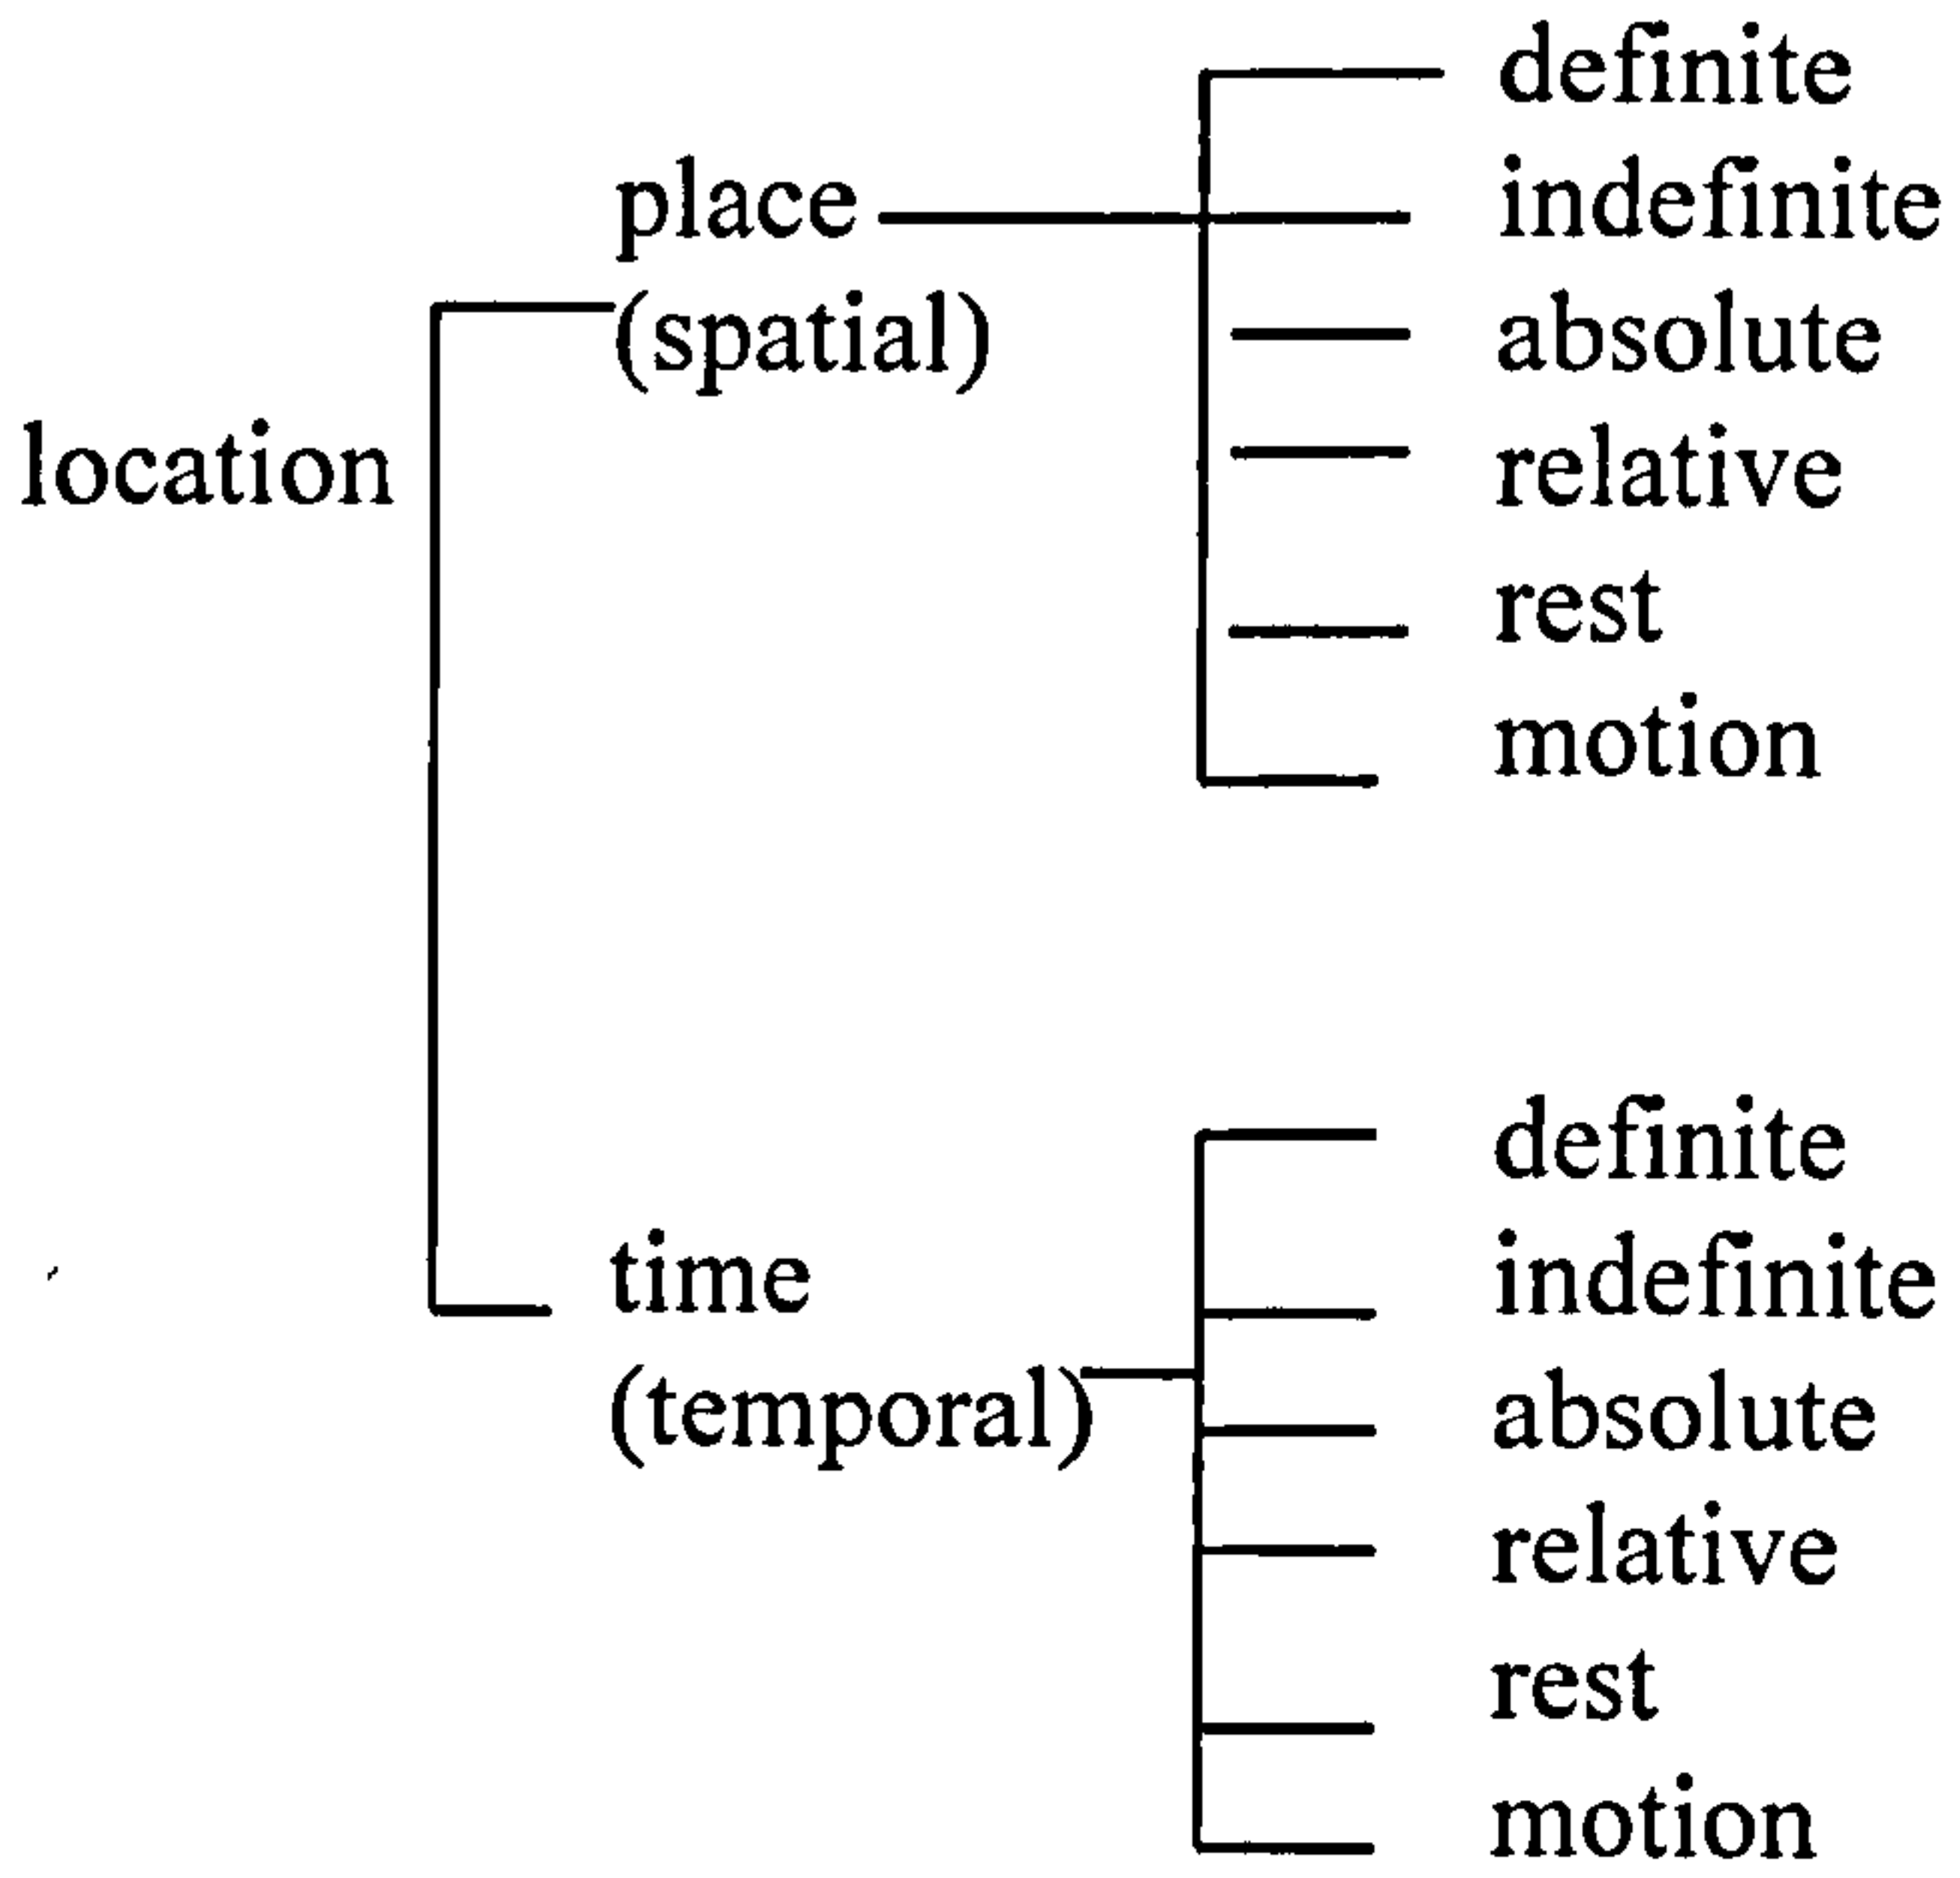 definite
place
indefinite
(spatial)
absolute
location
relative
rest
motion
definite
time
indefinite
(temporal)
absolute
relative
rest
motion